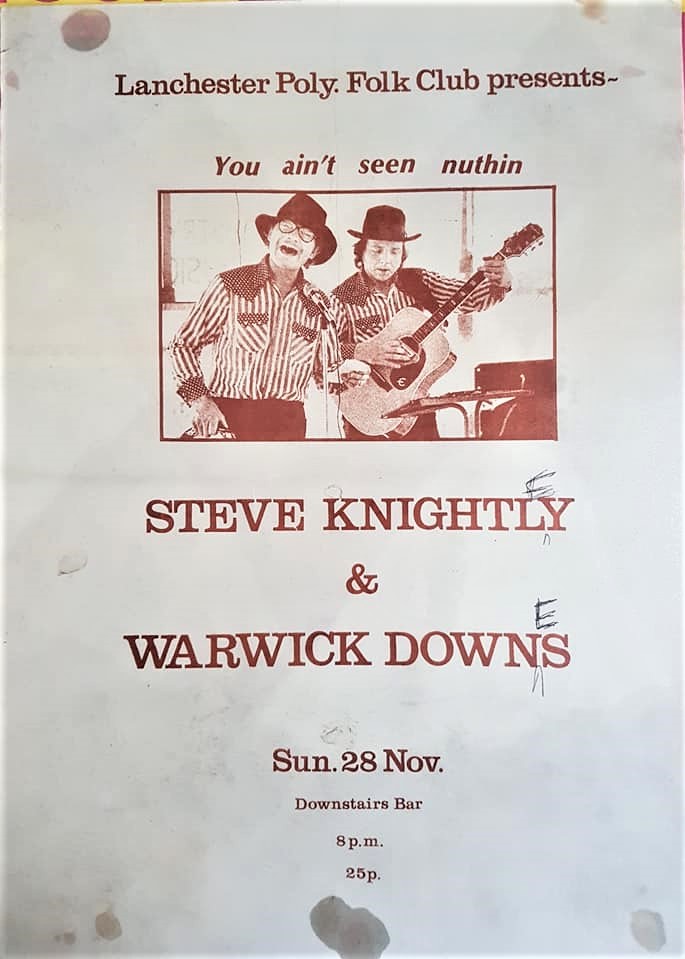 Lanchester Poly. Folk Club presents~
You ain't seen nuthin
E
STEVE KNIGHTLY
&
E
WARWICK DOWNS
Sun. 28 Nov.
Downstairs Bar
8 p.m.
25p.